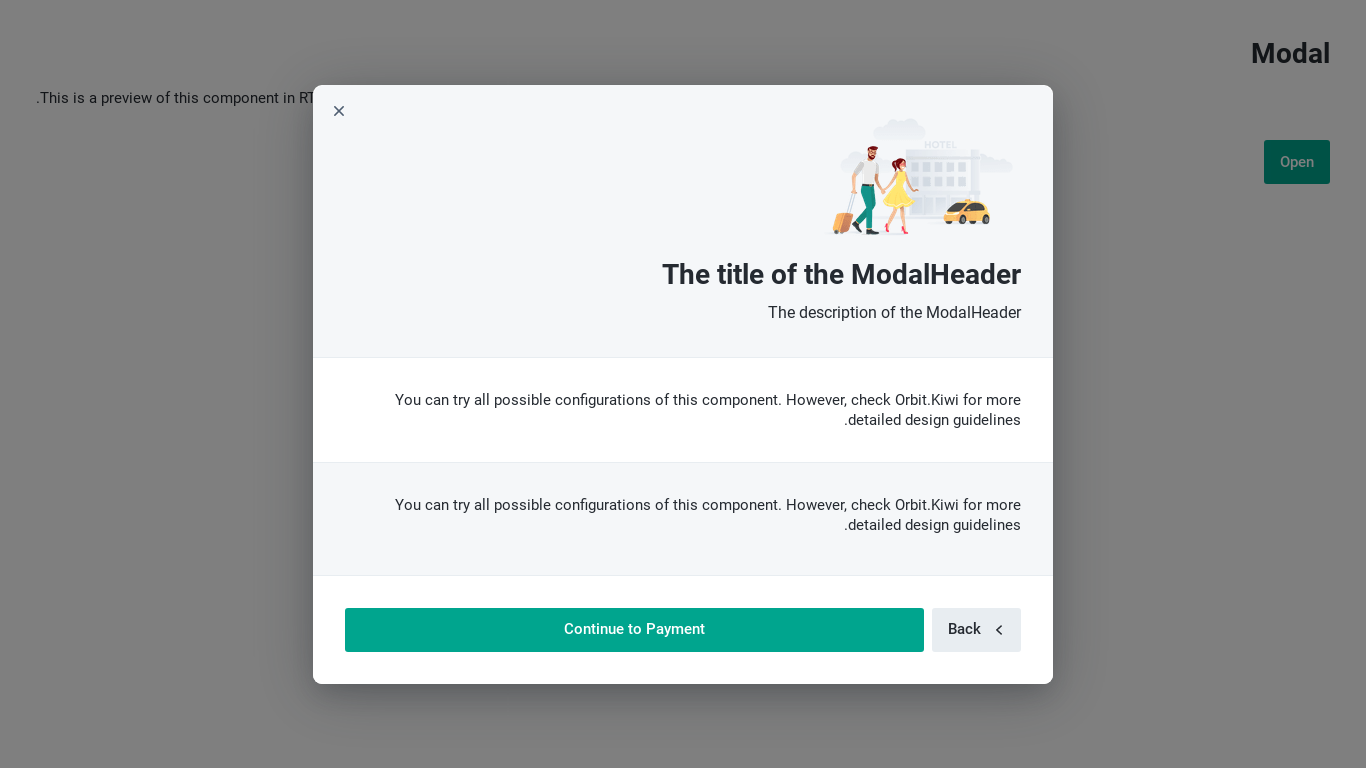 Modal
.This is a preview of this component in RT
Open
HOTEL
The title of the ModalHeader
The description of the ModalHeader
You can try all possible configurations of this component. However, check Orbit.Kiwi for more
.detailed design guidelines
You can try all possible configurations of this component. However, check Orbit.Kiwi for more
.detailed design guidelines
Back
Continue to Payment